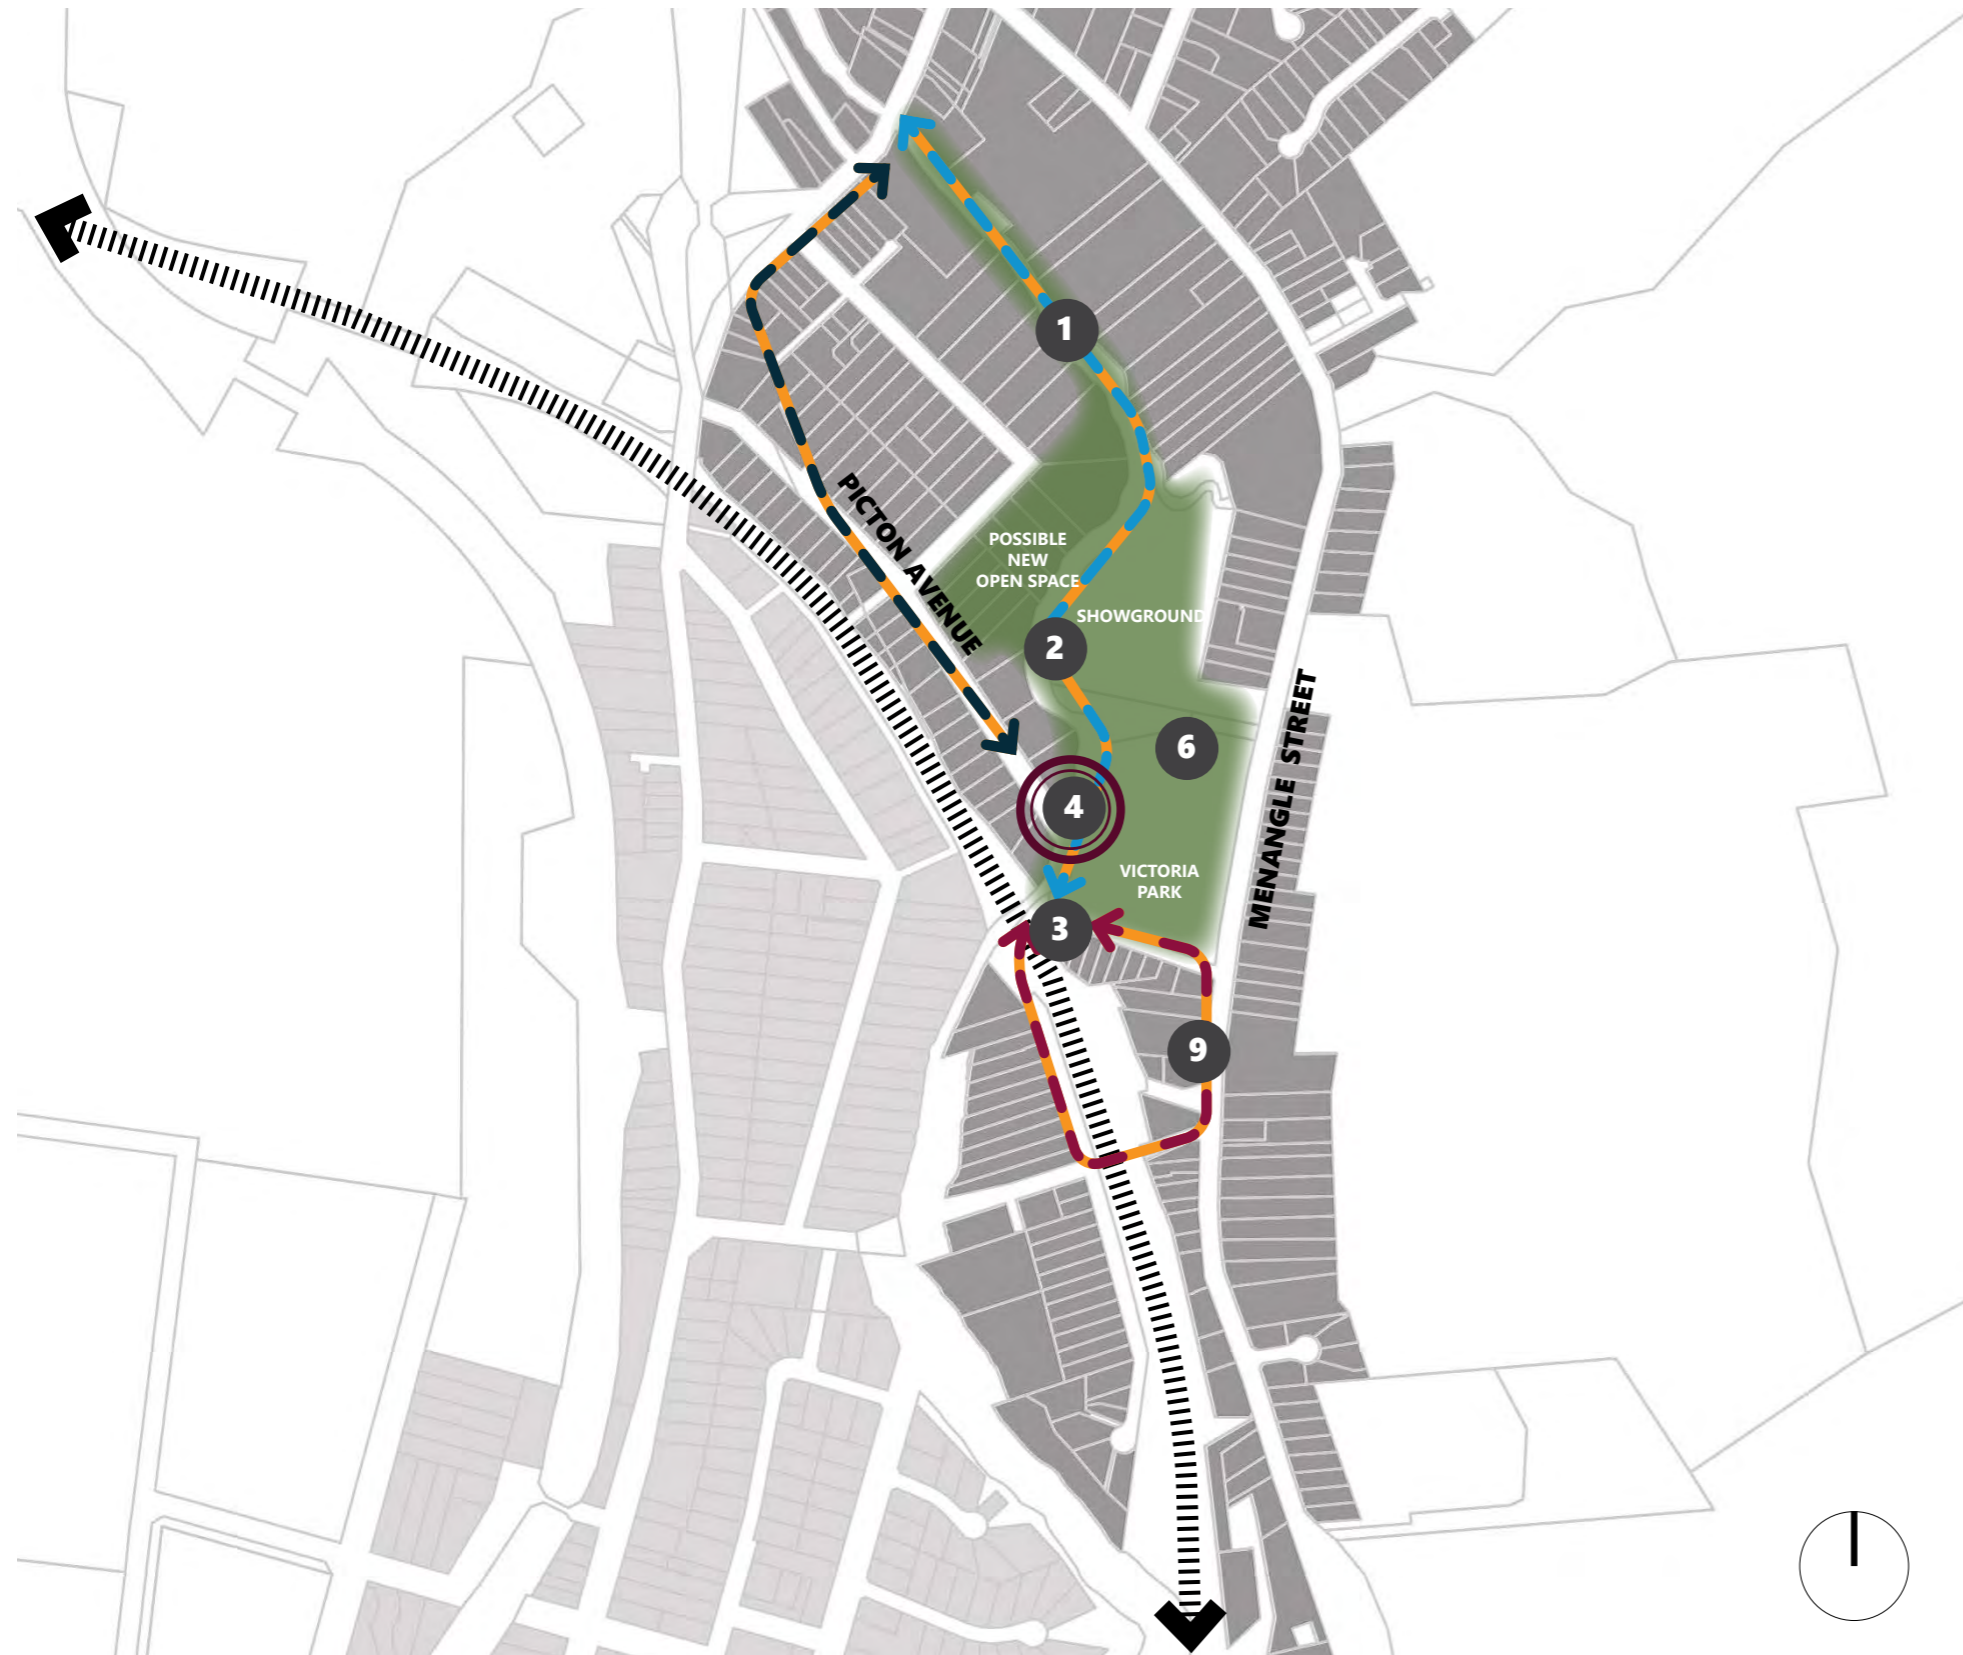 1
PICTON AVENUE
POSSIBLE
NEW
OPEN SPACE
SHOWGROUND
2
6
MENANGLE STREET
4
VICTORIA
PARK
3
9